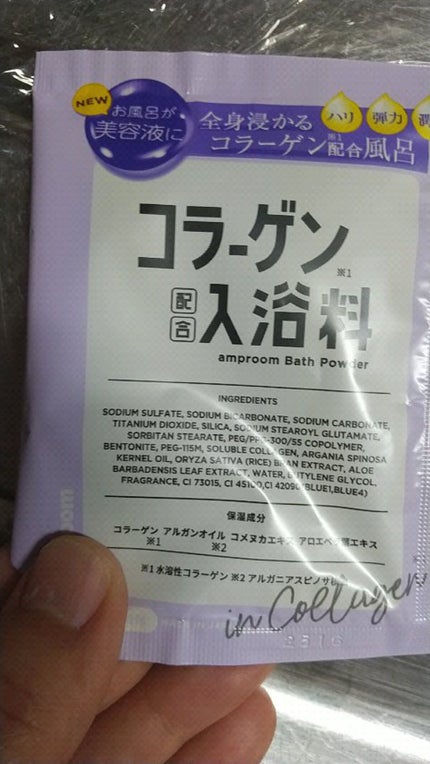 NEW
お風呂が
美容液に
全身浸かる
コラーゲン※1配合風呂
ハリ
弾力
コラーゲン※1
配合
入浴料
amproom Bath Powder
INGREDIENTS
SODIUM SULFATE, SODIUM BICARBONATE, SODIUM CARBONATE,
TITANIUM DIOXIDE, SILICA, SODIUM STEAROYL GLUTAMATE,
SORBITAN STEARATE, PEG/PPG-300/55 COPOLYMER,
BENTONITE, PEG-115M, SOLUBLE COLLAGEN, ARGANIA SPINOSA
KERNEL OIL, ORYZA SATIVA (RICE) BRAN EXTRACT, ALOE
BARBADENSIS LEAF EXTRACT, WATER, BUTYLENE GLYCOL,
FRAGRANCE, CI 73015, CI 45100,CI 42090(BLUE1,BLUE4)
保湿成分
コラーゲン アルガンオイル コメヌカエキス アロエベラ葉エキス
※1 ※2
※1 水溶性コラーゲン ※2 アルガニアスピノサ
in Collagen